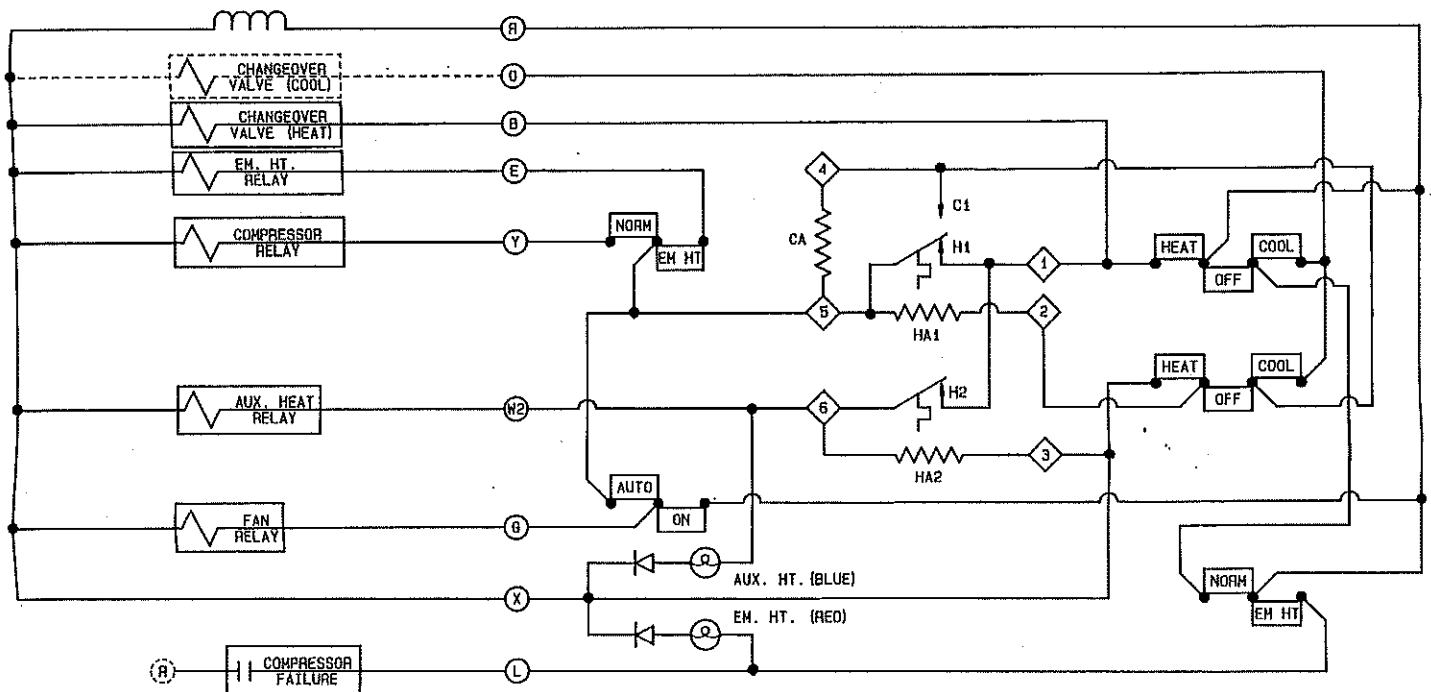 R
CHANGEOVER
VALVE (COOL)
O
CHANGEOVER
VALVE (HEAT)
B
EM. HT.
RELAY
E
4
C1
COMPRESSOR
RELAY
Y
NORM
EM HT
CA
H1
1
HEAT
OFF
COOL
5
HA1
2
HEAT
OFF
COOL
AUX. HEAT
RELAY
W2
6
H2
HA2
3
AUTO
ON
FAN
RELAY
G
AUX. HT. (BLUE)
X
EM. HT. (RED)
NORM
EM HT
R
COMPRESSOR
FAILURE
L